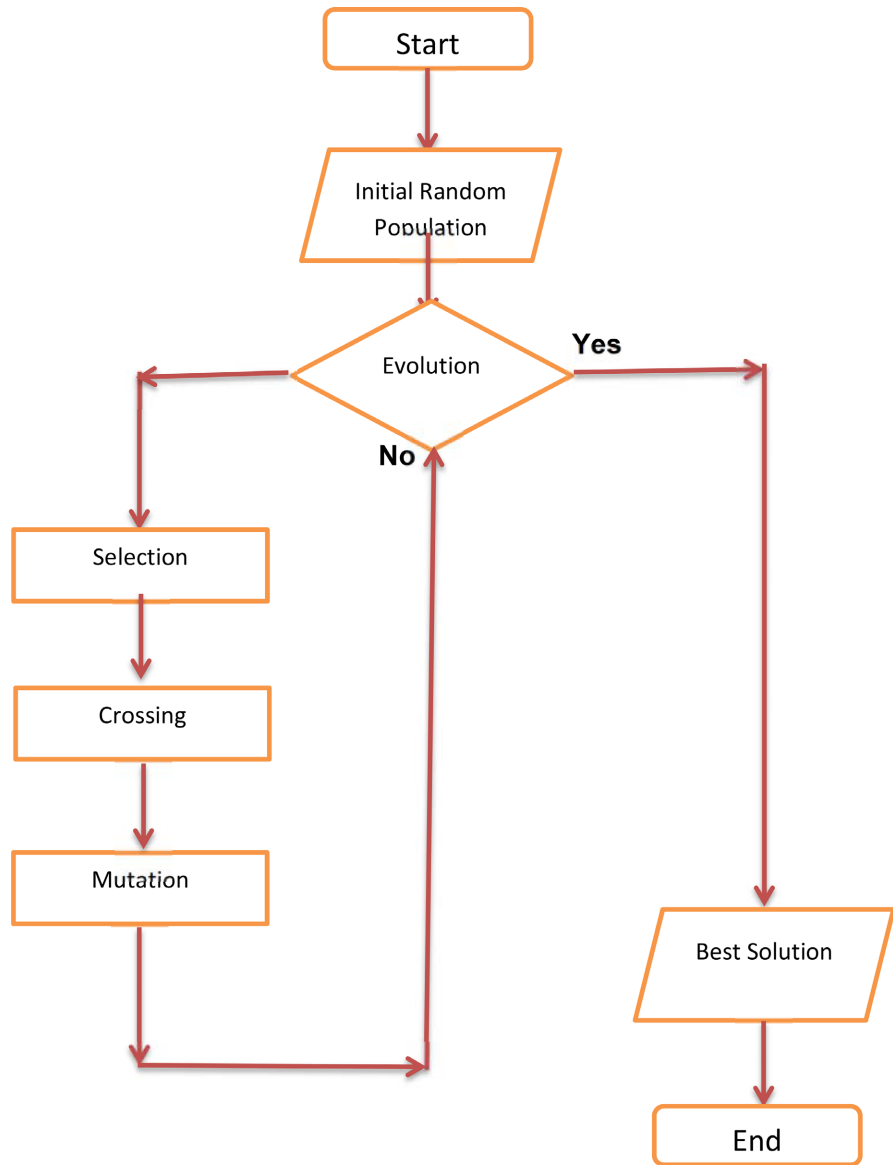 Start
Initial Random
Population
Evolution
Yes
No
Selection
Crossing
Mutation
Best Solution
End